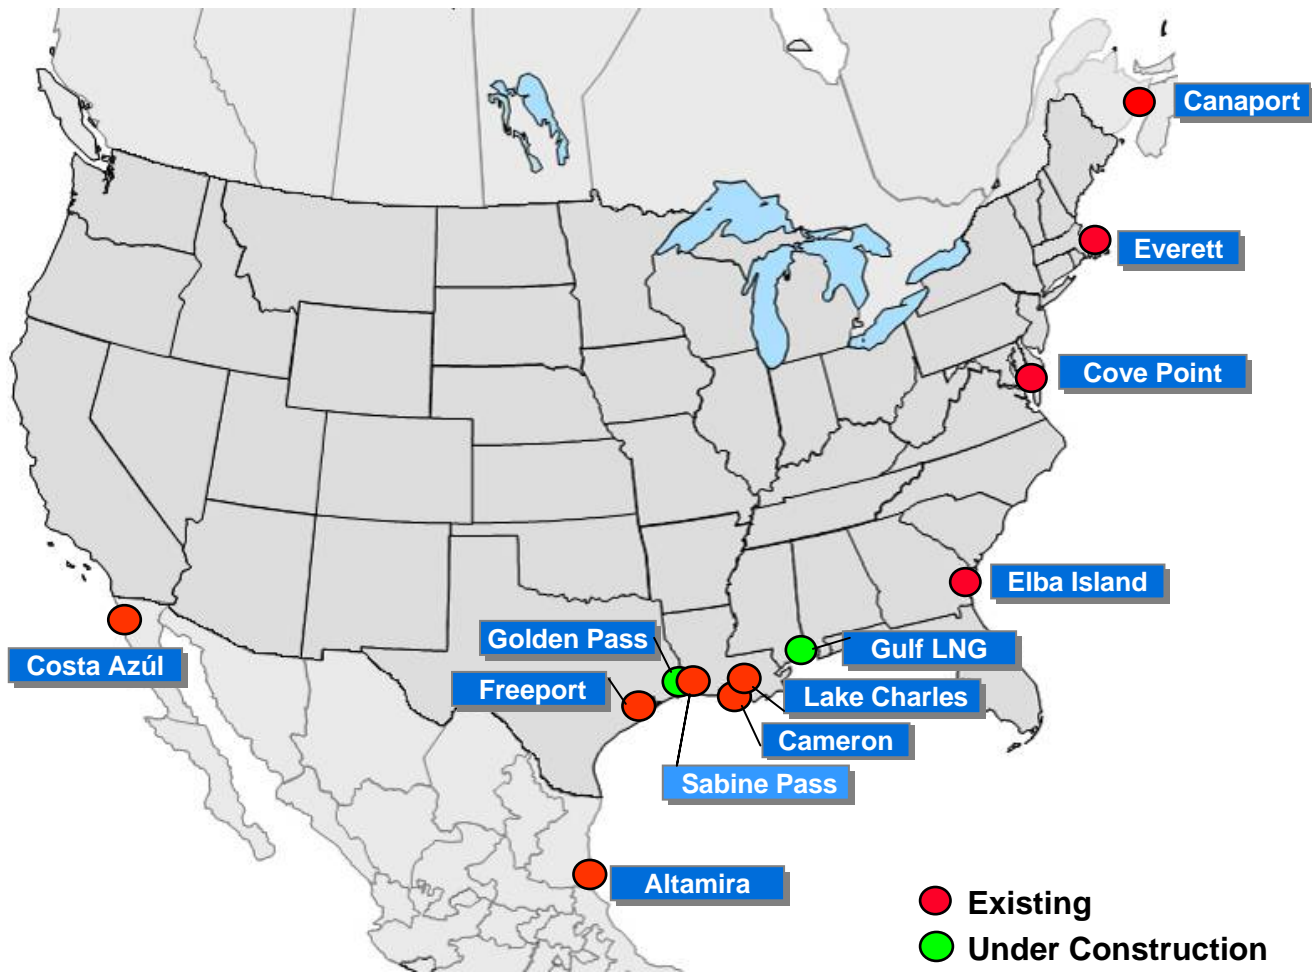 Canaport
Everett
Cove Point
Elba Island
Golden Pass
Gulf LNG
Costa Azúl
Freeport
Lake Charles
Cameron
Sabine Pass
Altamira
Existing
Under Construction